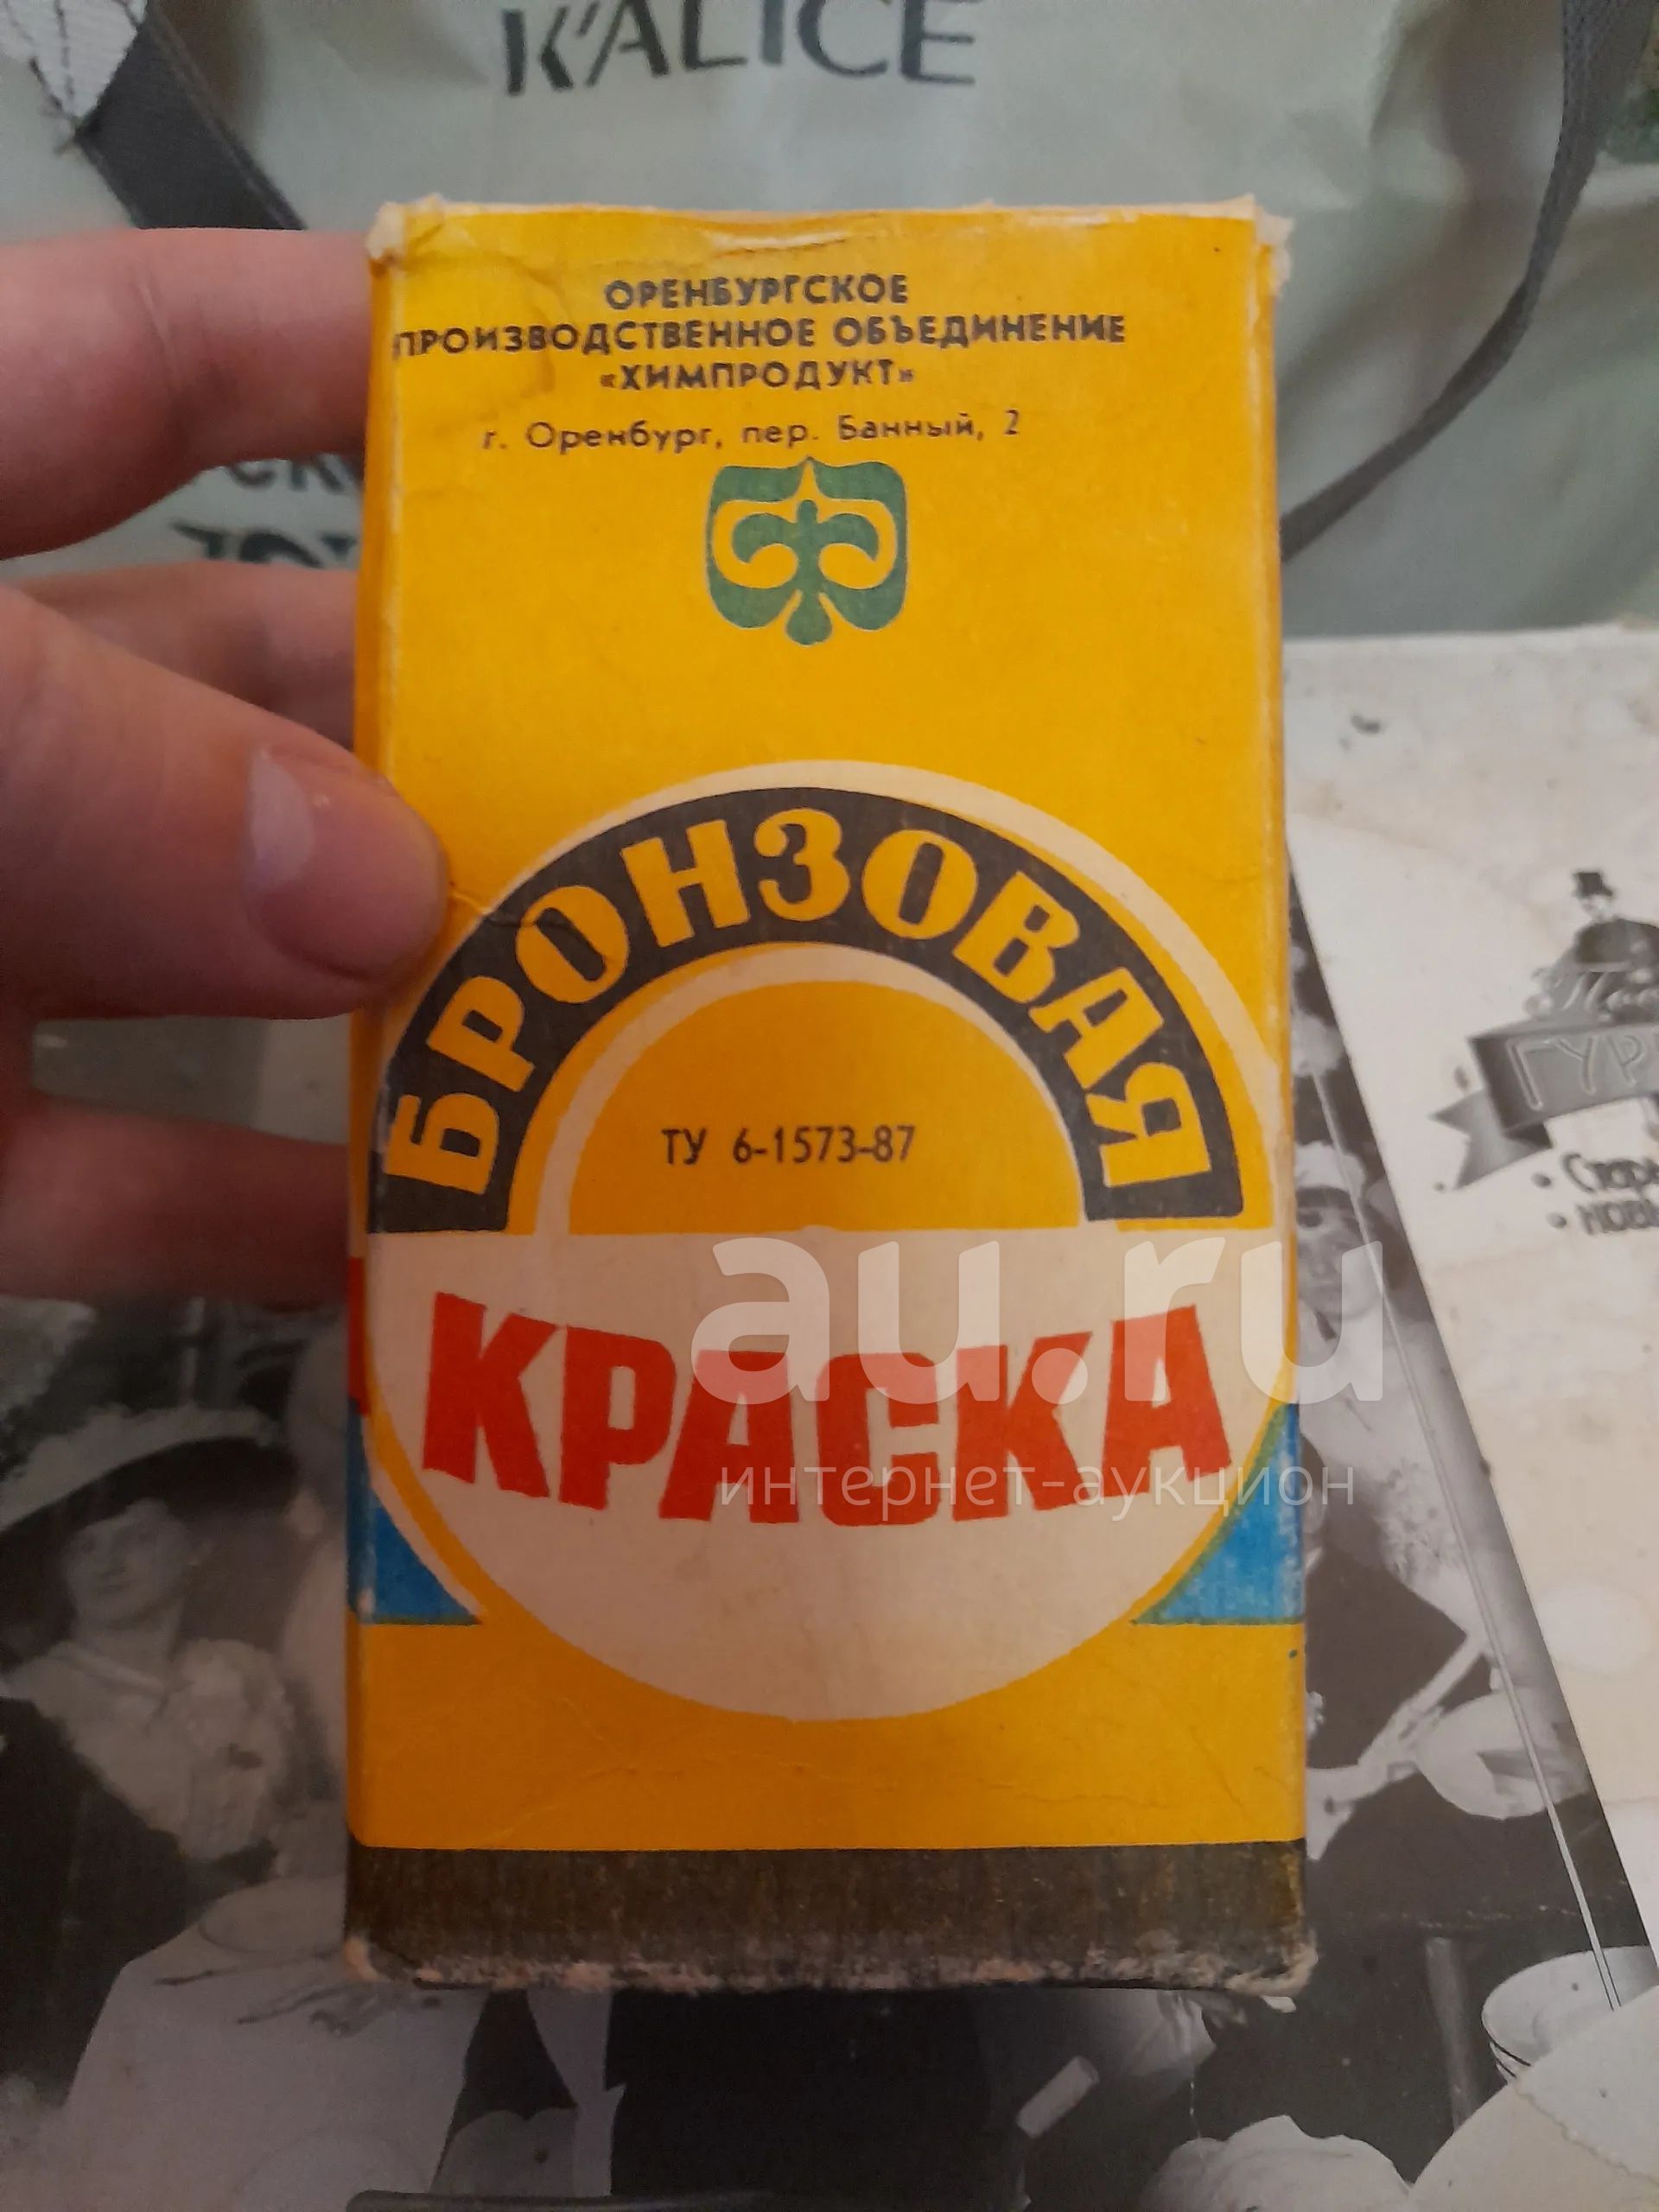 K'ALICE
ОРЕНБУРГСКОЕ
ПРОИЗВОДСТВЕННОЕ ОБЪЕДИНЕНИЕ
«ХИМПРОДУКТ»
г. Оренбург, пер. Банный, 2
БРОНЗОВАЯ
ТУ 6-1573-87
КРАСКА
au.ru
интернет-аукцион